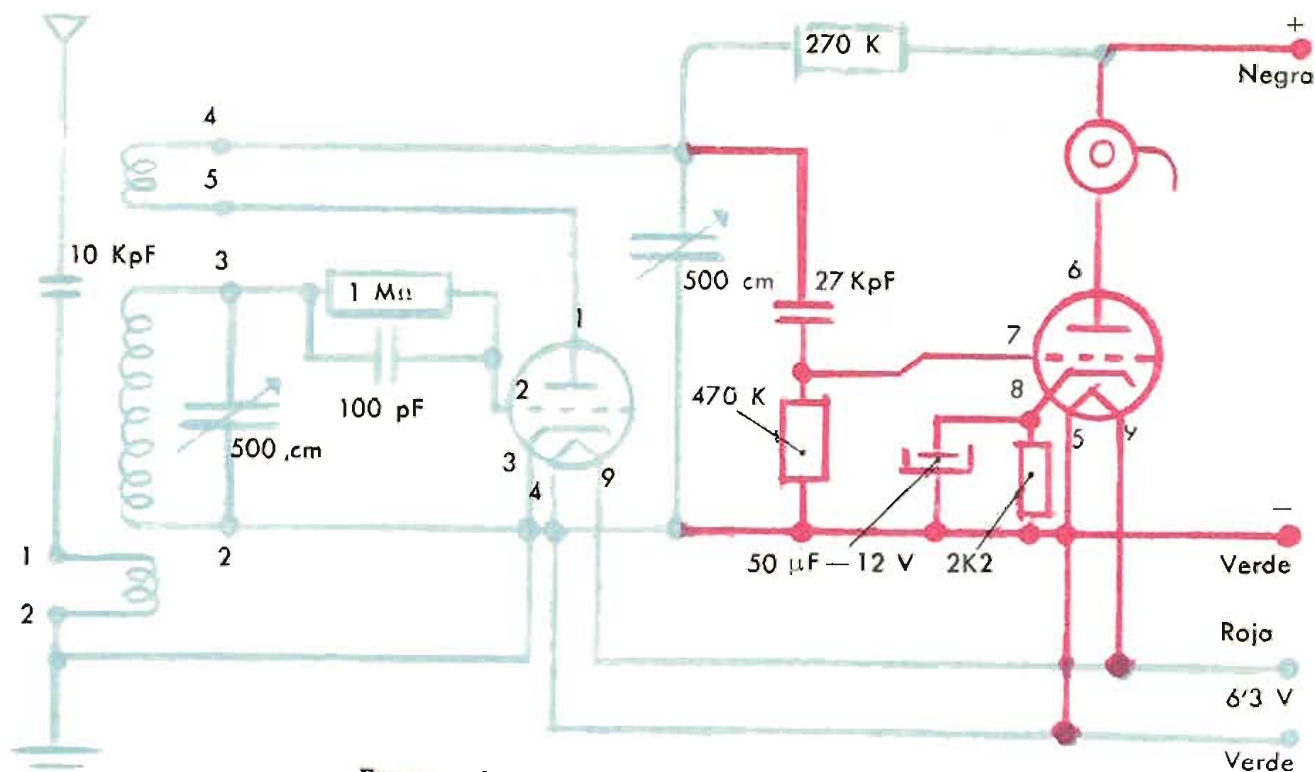 +
270 K
Negra
4
5
10 KpF
3
1 MΩ
500 cm
27 KpF
6
1
7
2
100 pF
470 K
8
500 ,cm
3
9
5
4
−
1
2
50 μF — 12 V
2K2
Verde
2
Roja
6'3 V
Verde